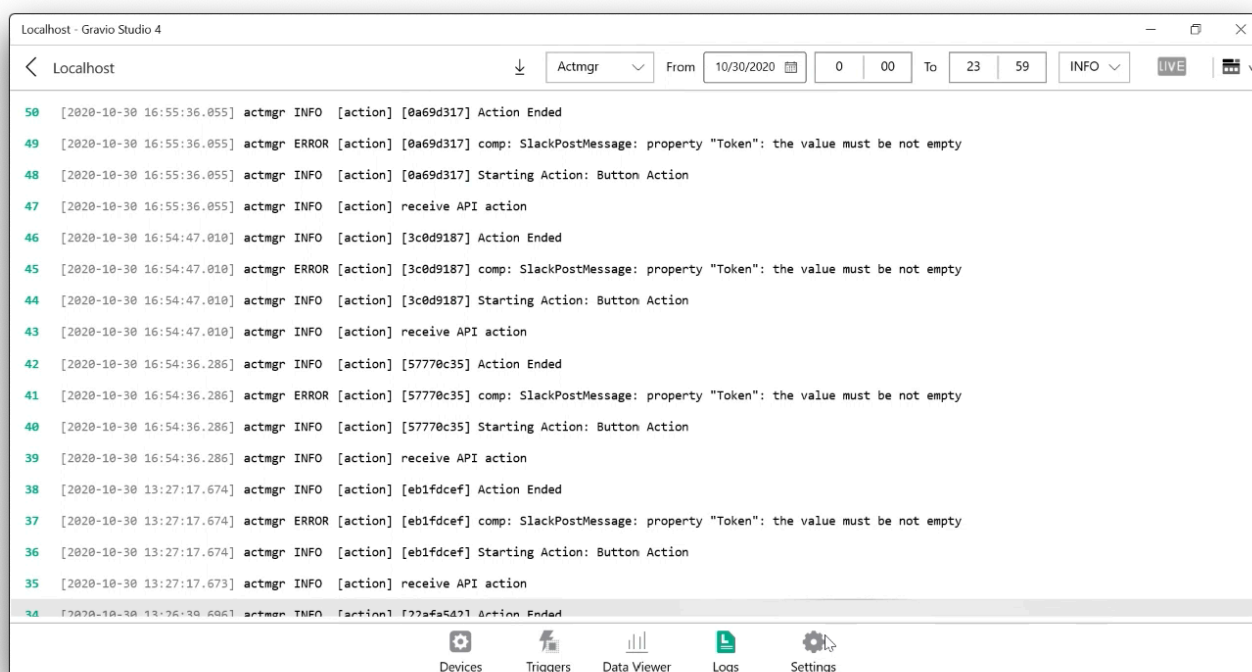 Localhost - Gravio Studio 4
Localhost Actmgr From 10/30/2020 0 00 To 23 59 INFO LIVE
50 [2020-10-30 16:55:36.055] actmgr INFO [action] [0a69d317] Action Ended
49 [2020-10-30 16:55:36.055] actmgr ERROR [action] [0a69d317] comp: SlackPostMessage: property "Token": the value must be not empty
48 [2020-10-30 16:55:36.055] actmgr INFO [action] [0a69d317] Starting Action: Button Action
47 [2020-10-30 16:55:36.055] actmgr INFO [action] receive API action
46 [2020-10-30 16:54:47.010] actmgr INFO [action] [3c0d9187] Action Ended
45 [2020-10-30 16:54:47.010] actmgr ERROR [action] [3c0d9187] comp: SlackPostMessage: property "Token": the value must be not empty
44 [2020-10-30 16:54:47.010] actmgr INFO [action] [3c0d9187] Starting Action: Button Action
43 [2020-10-30 16:54:47.010] actmgr INFO [action] receive API action
42 [2020-10-30 16:54:36.286] actmgr INFO [action] [57770c35] Action Ended
41 [2020-10-30 16:54:36.286] actmgr ERROR [action] [57770c35] comp: SlackPostMessage: property "Token": the value must be not empty
40 [2020-10-30 16:54:36.286] actmgr INFO [action] [57770c35] Starting Action: Button Action
39 [2020-10-30 16:54:36.286] actmgr INFO [action] receive API action
38 [2020-10-30 13:27:17.674] actmgr INFO [action] [eb1fdcef] Action Ended
37 [2020-10-30 13:27:17.674] actmgr ERROR [action] [eb1fdcef] comp: SlackPostMessage: property "Token": the value must be not empty
36 [2020-10-30 13:27:17.674] actmgr INFO [action] [eb1fdcef] Starting Action: Button Action
35 [2020-10-30 13:27:17.673] actmgr INFO [action] receive API action
34 [2020-10-30 13:26:39.696] actmgr INFO [action] [22afa542] Action Ended
Devices Triggers Data Viewer Logs Settings